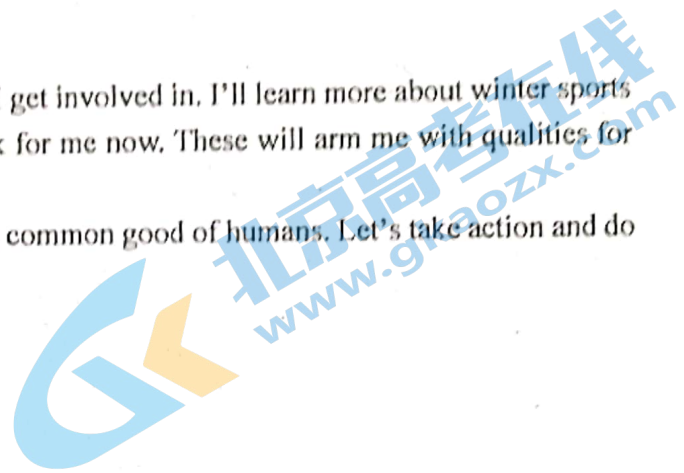 get involved in. I'll learn more about winter sports
for me now. These will arm me with qualities for
common good of humans. Let's take action and do
北京高考在线
www.gkaozx.com